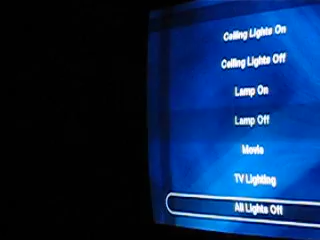 Ceiling Lights On
Ceiling Lights Off
Lamp On
Lamp Off
Movie
TV Lighting
All Lights Off